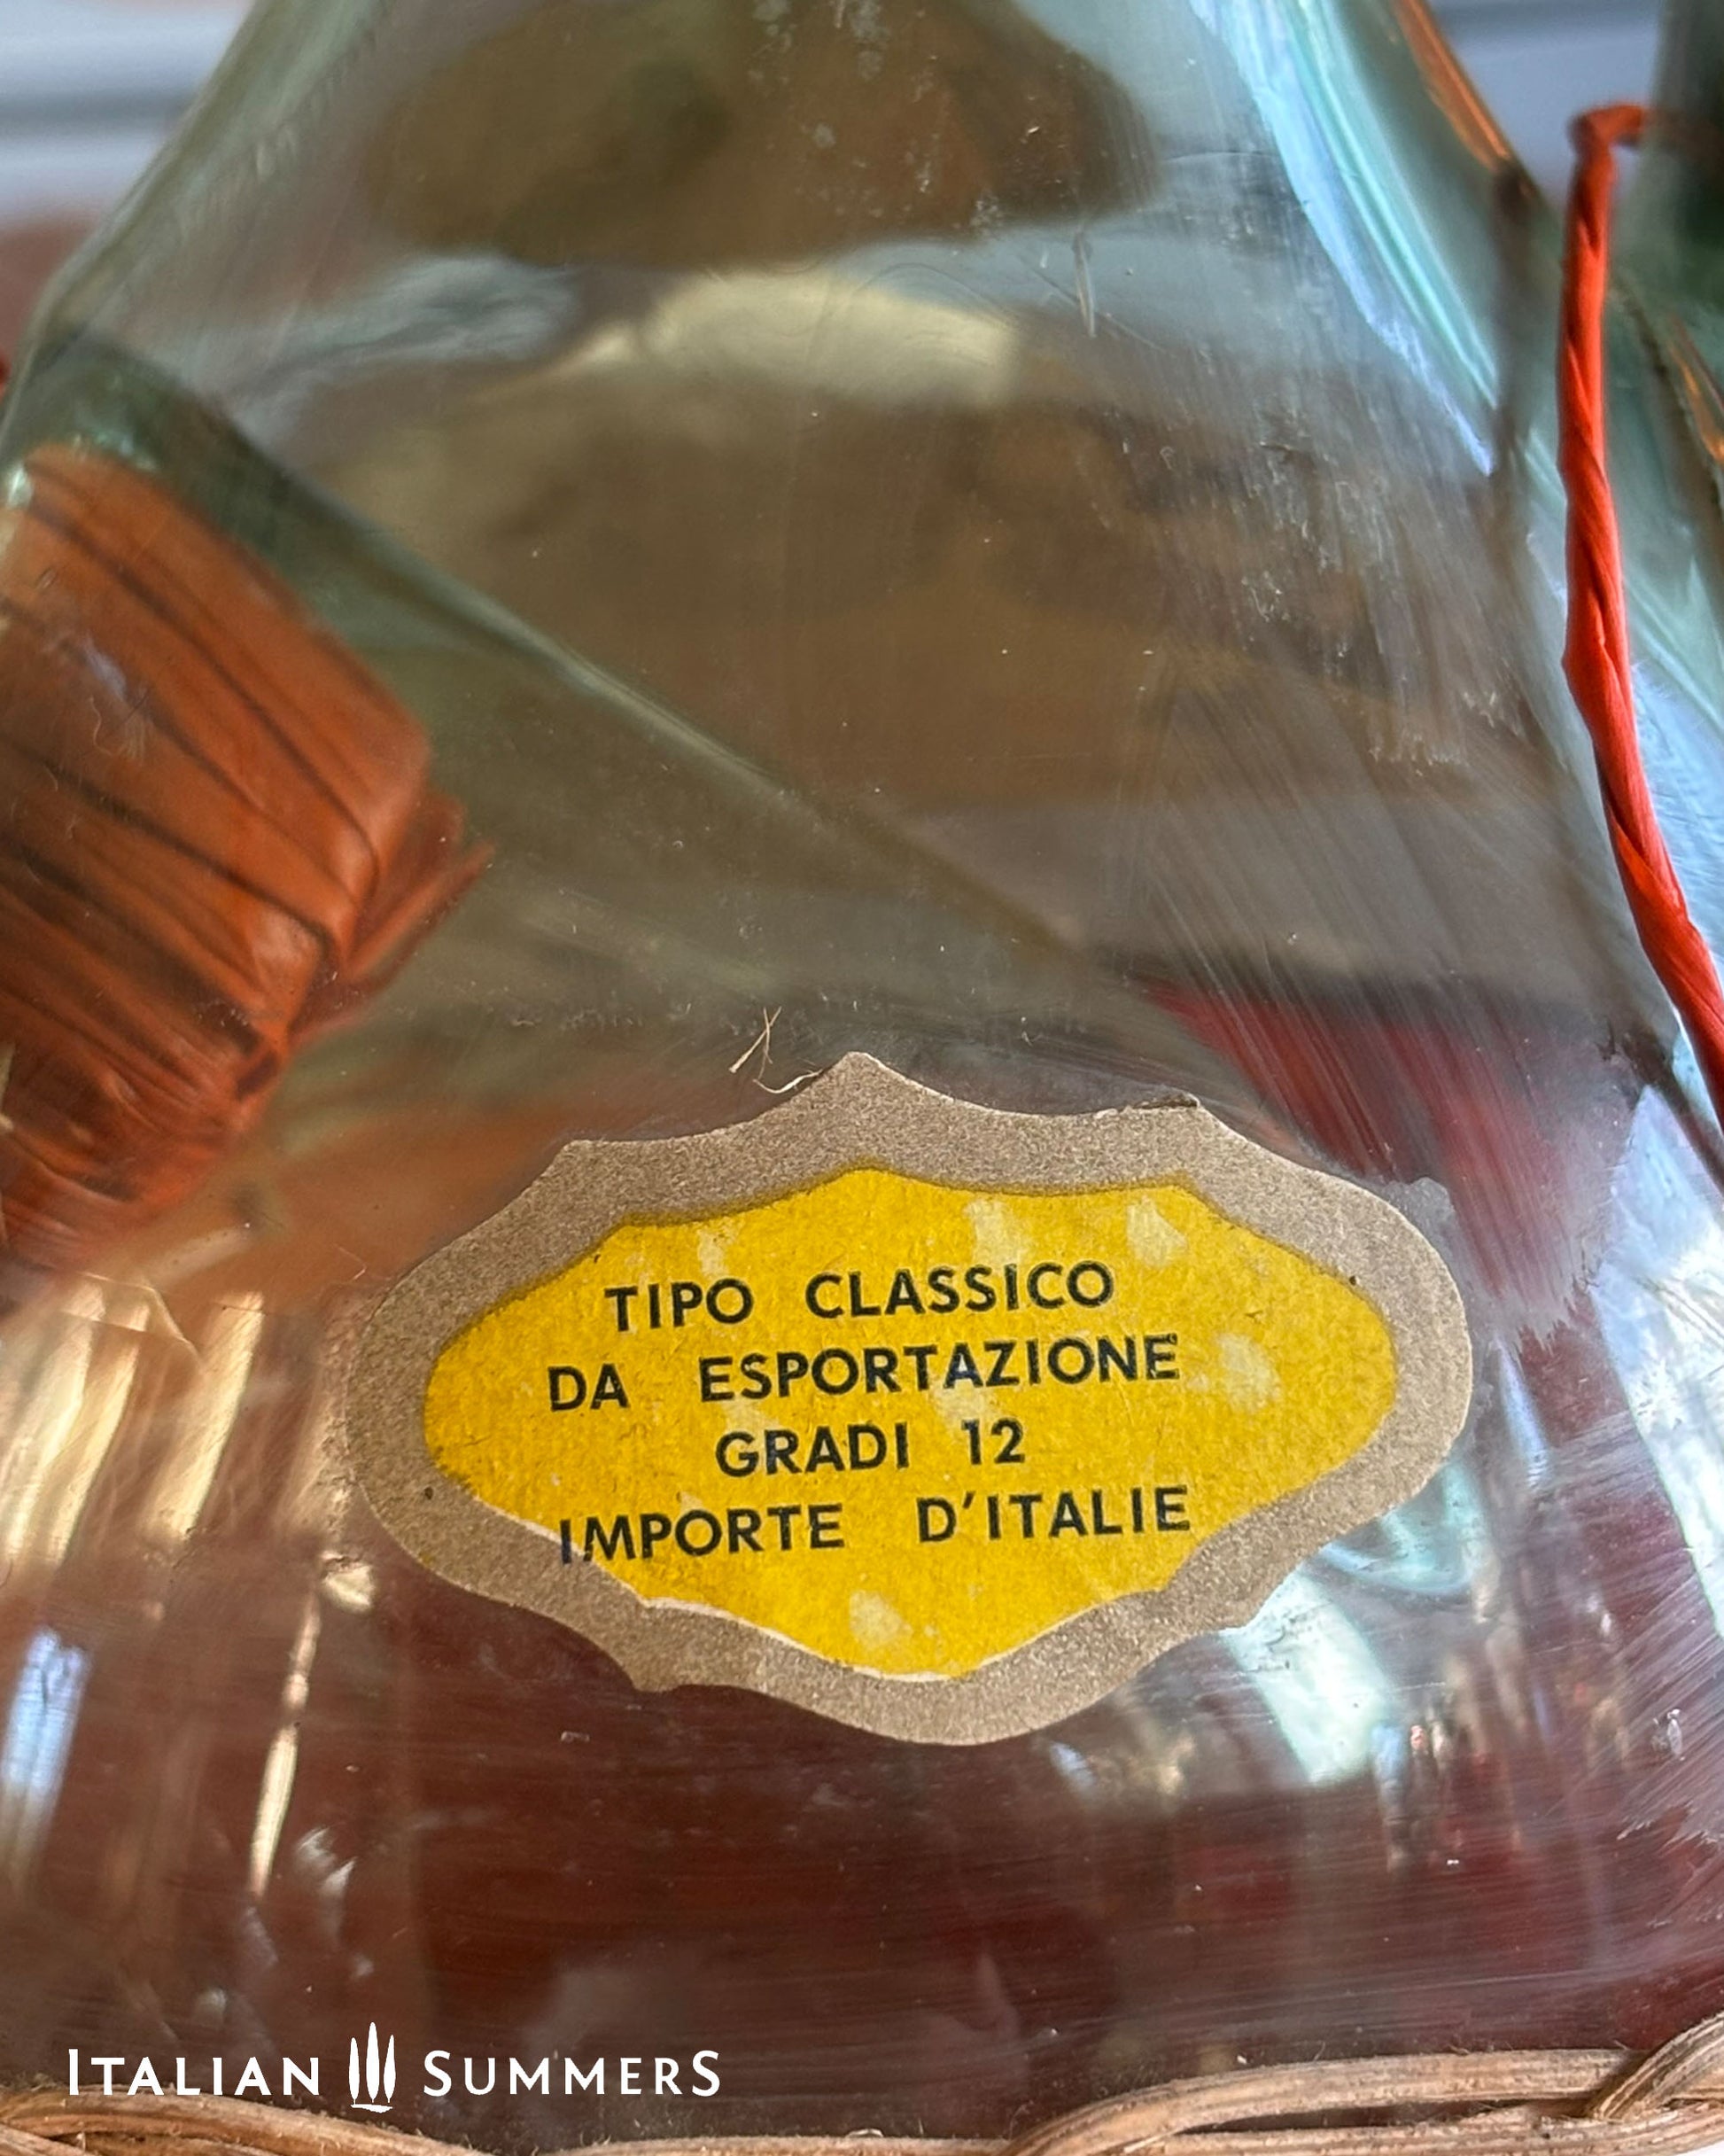 TIPO CLASSICO
DA ESPORTAZIONE
GRADI 12
IMPORTE D'ITALIE
ITALIAN SUMMERS